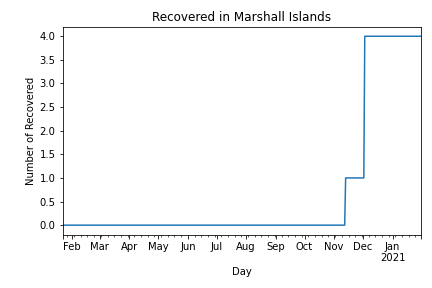 Recovered in Marshall Islands
4.0
3.5
3.0
2.5
2.0
1.5
1.0
0.5
0.0
Number of Recovered
Feb Mar Apr May Jun Jul Aug Sep Oct Nov Dec Jan
2021
Day